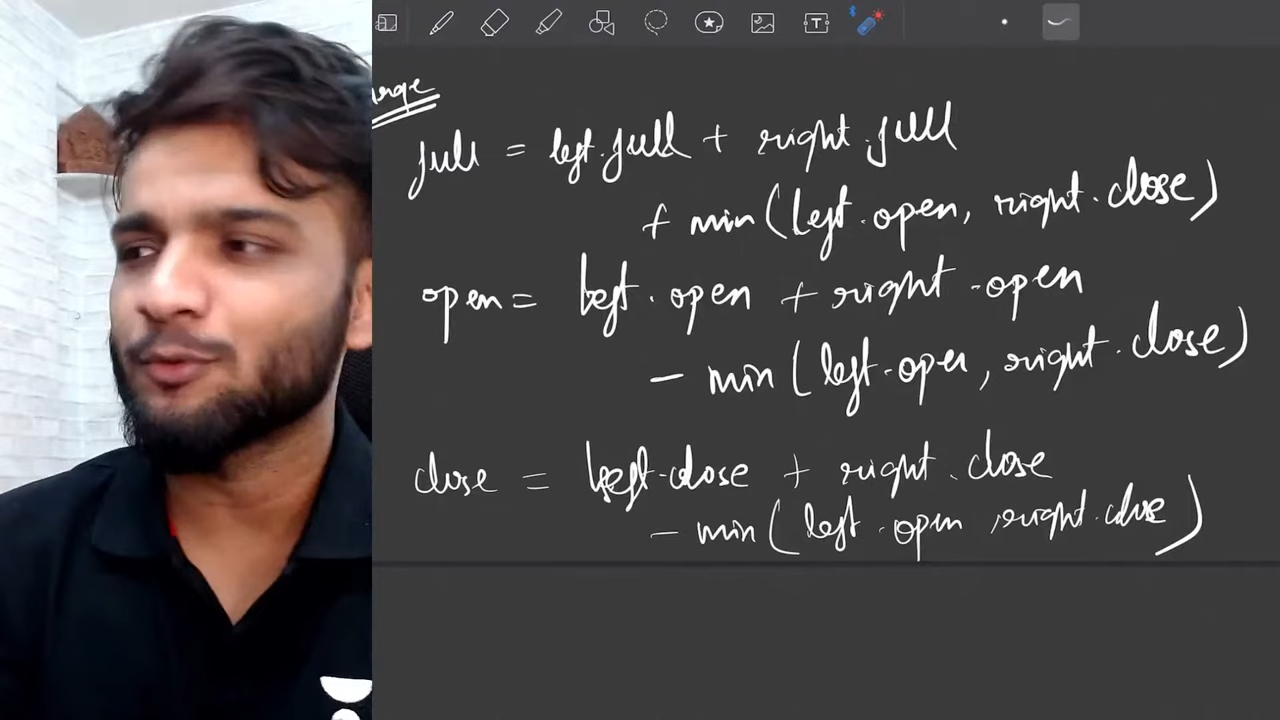 full = left.full + right.full
+ min(left.open, right.close)
open = left.open + right.open
- min(left.open, right.close)
close = left.close + right.close
- min(left.open, right.close)